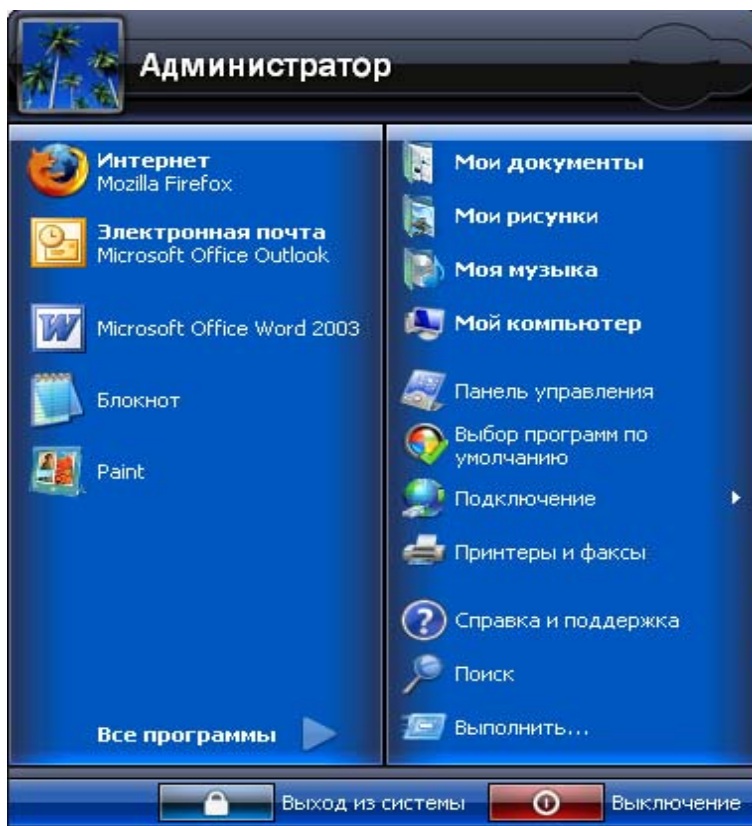 Администратор
Интернет
Mozilla Firefox
Электронная почта
Microsoft Office Outlook
Microsoft Office Word 2003
Блокнот
Paint
Все программы
Мои документы
Мои рисунки
Моя музыка
Мой компьютер
Панель управления
Выбор программ по
умолчанию
Подключение
Принтеры и факсы
Справка и поддержка
Поиск
Выполнить...
Выход из системы
Выключение